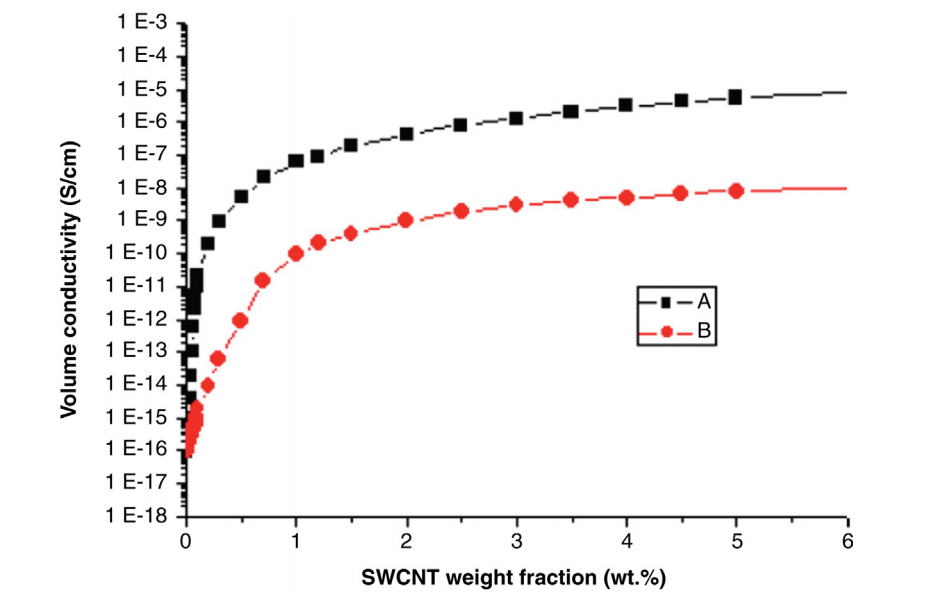 1 E-3
1 E-4
1 E-5
1 E-6
1 E-7
1 E-8
1 E-9
1 E-10
1 E-11
1 E-12
1 E-13
1 E-14
1 E-15
1 E-16
1 E-17
1 E-18
Volume conductivity (S/cm)
A
B
0 1 2 3 4 5 6
SWCNT weight fraction (wt.%)